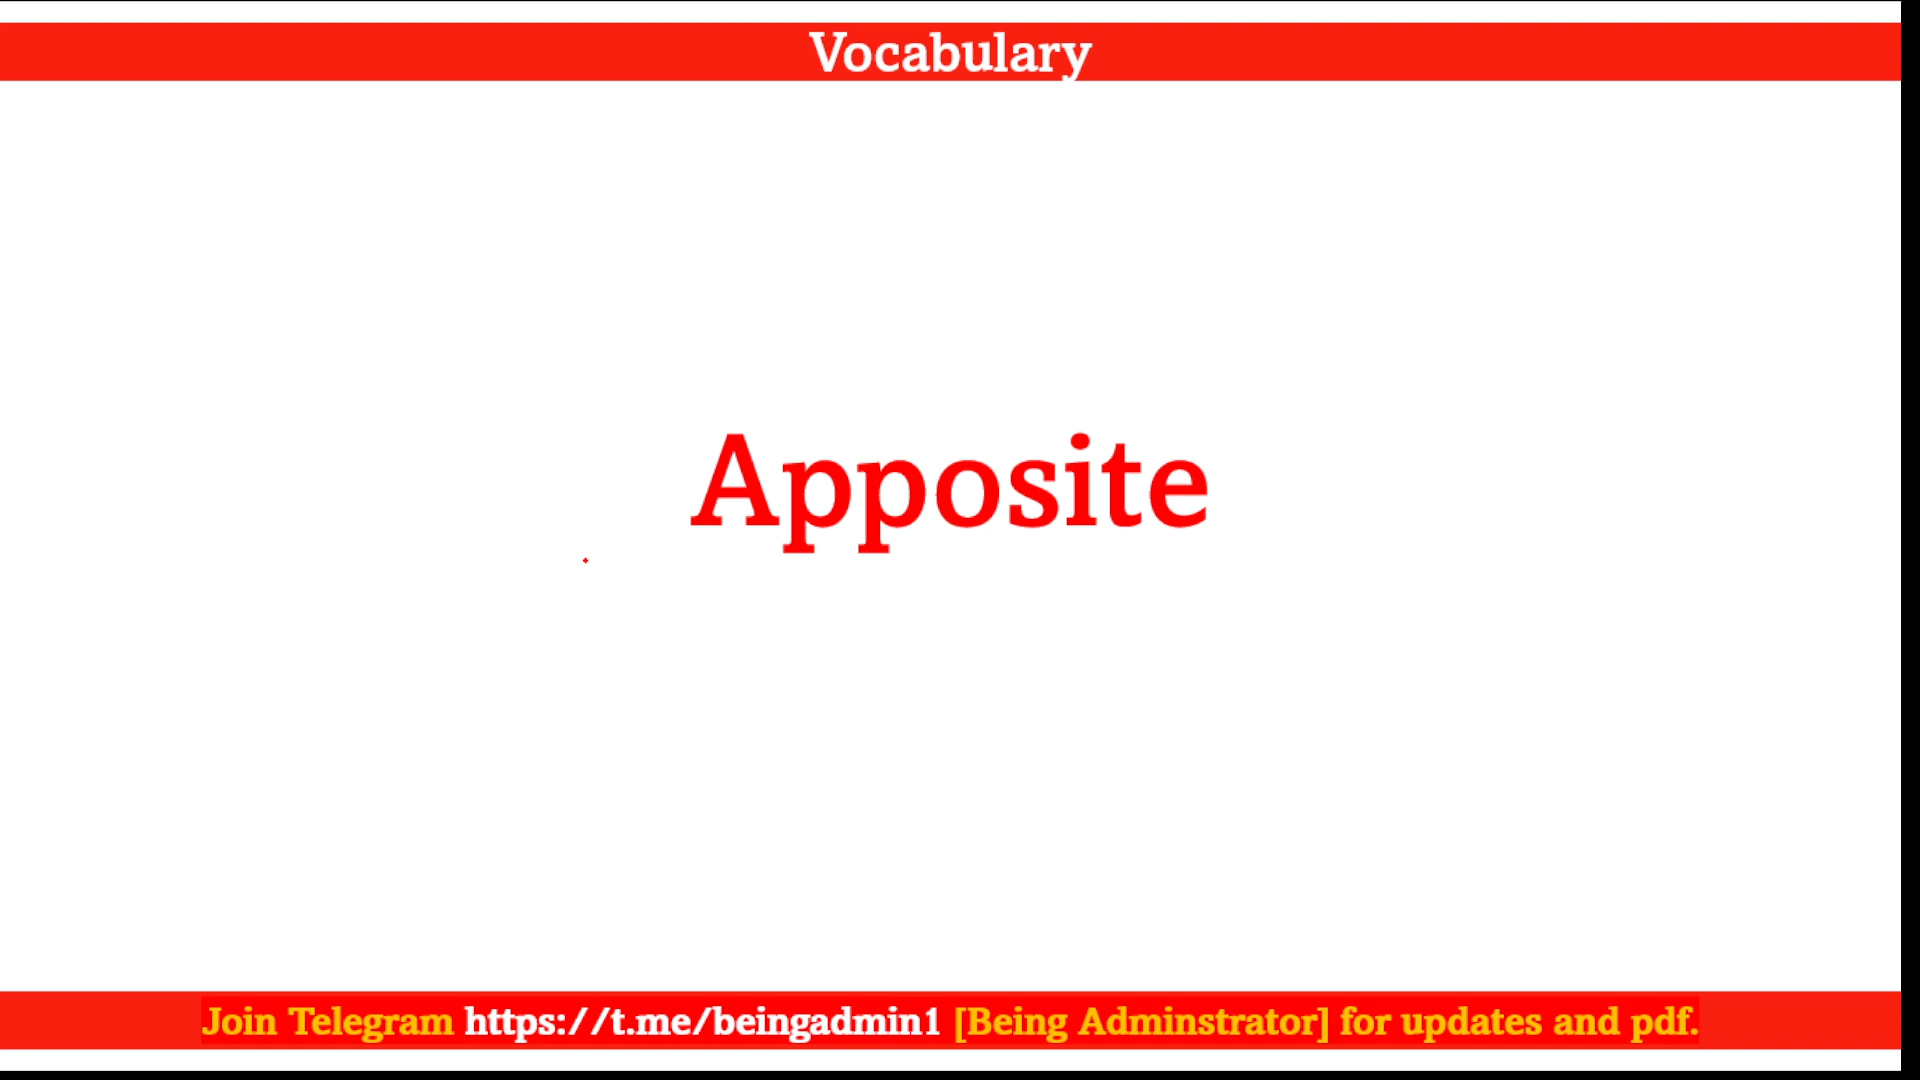 Vocabulary
Apposite
Join Telegram https://t.me/beingadmin1 [Being Adminstrator] for updates and pdf.